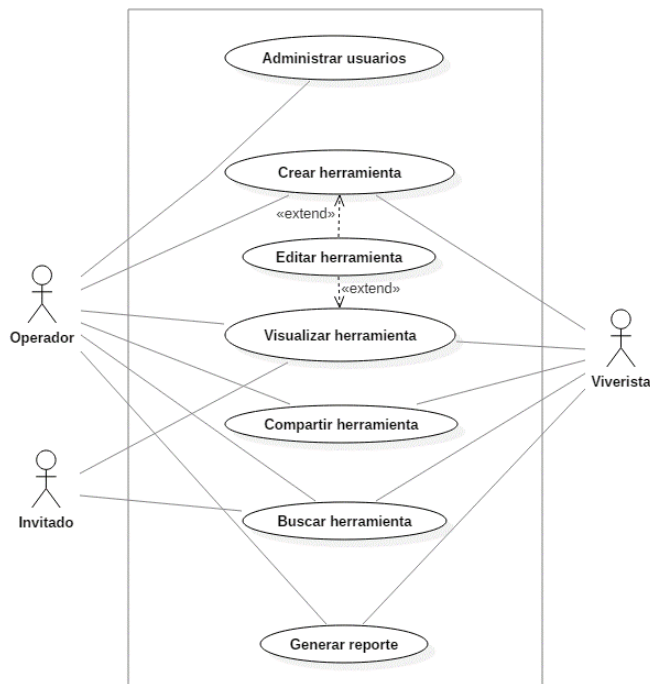 Administrar usuarios
Crear herramienta
«extend»
Editar herramienta
«extend»
Visualizar herramienta
Operador
Viverista
Compartir herramienta
Invitado
Buscar herramienta
Generar reporte